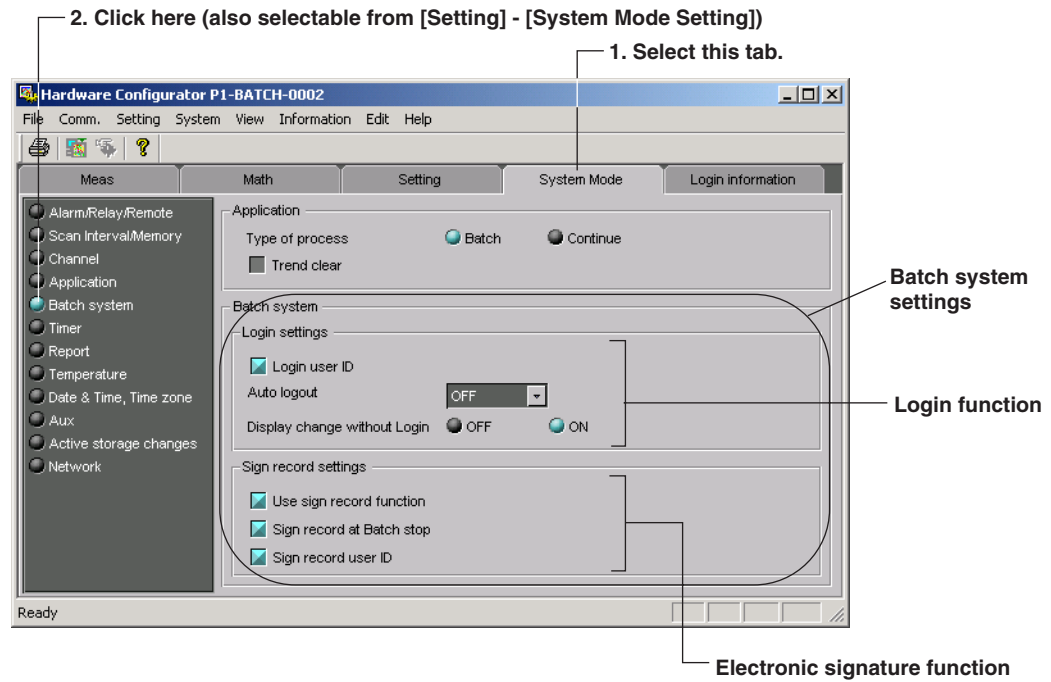 2. Click here (also selectable from [Setting] - [System Mode Setting])
1. Select this tab.
Hardware Configurator P1-BATCH-0002
File Comm. Setting System View Information Edit Help
Meas Math Setting System Mode Login information
Alarm/Relay/Remote
Scan Interval/Memory
Channel
Application
Batch system
Timer
Report
Temperature
Date & Time, Time zone
Aux
Active storage changes
Network
Application
Type of process Batch Continue
Trend clear
Batch system
Login settings
Login user ID
Auto logout OFF
Display change without Login OFF ON
Sign record settings
Use sign record function
Sign record at Batch stop
Sign record user ID
Ready
Batch system
settings
Login function
Electronic signature function